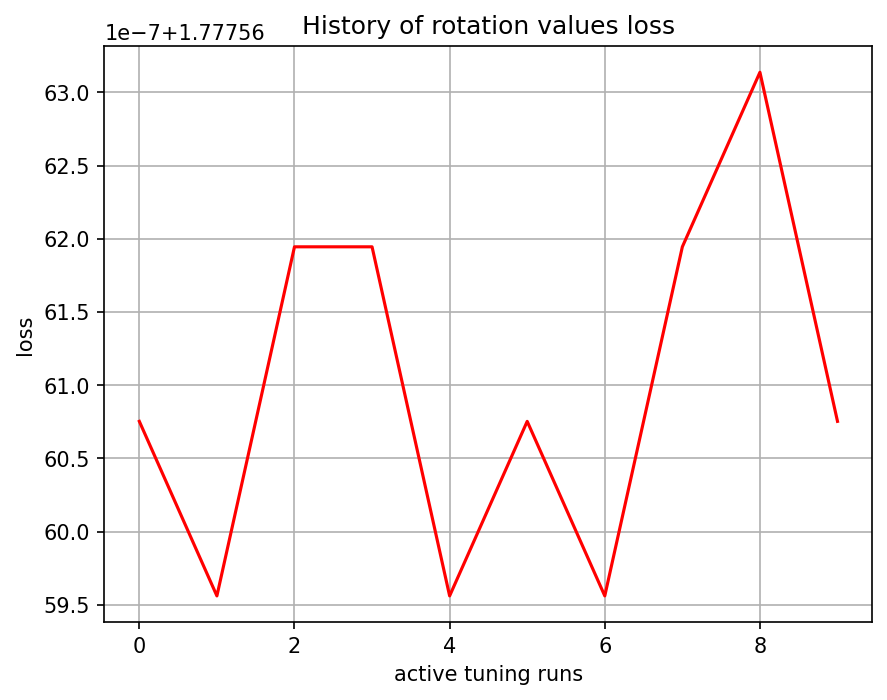 History of rotation values loss
1e−7+1.77756
63.0
62.5
62.0
61.5
61.0
60.5
60.0
59.5
loss
0 2 4 6 8
active tuning runs